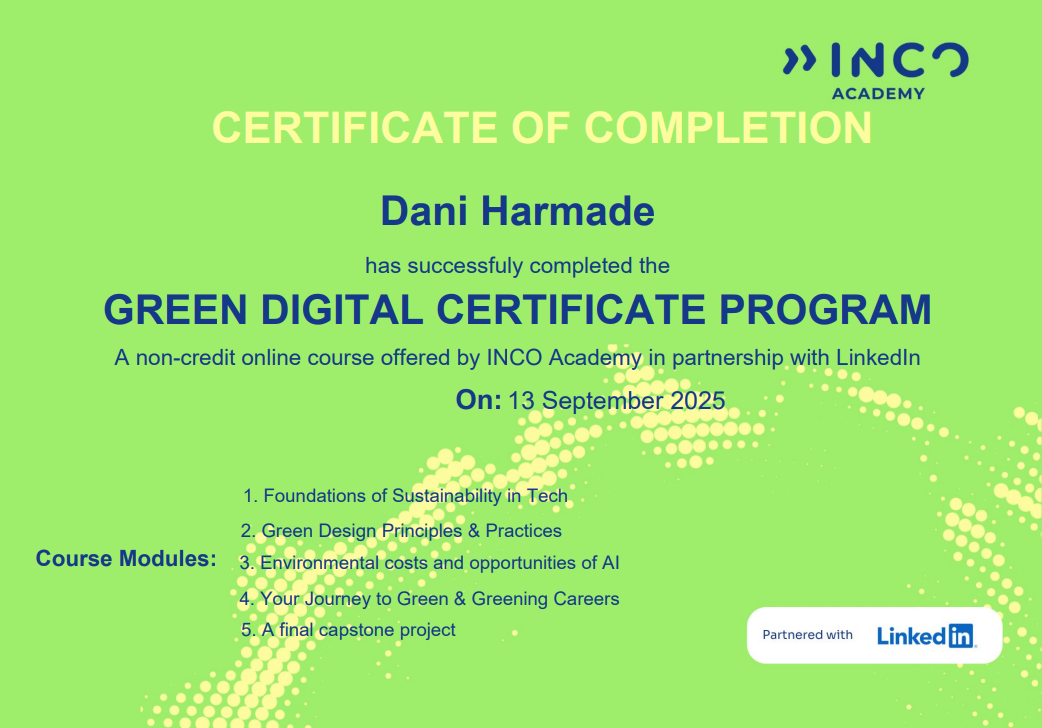 INCO
ACADEMY
CERTIFICATE OF COMPLETION
Dani Harmade
has successfuly completed the
GREEN DIGITAL CERTIFICATE PROGRAM
A non-credit online course offered by INCO Academy in partnership with LinkedIn
On: 13 September 2025
Course Modules:
1. Foundations of Sustainability in Tech
2. Green Design Principles & Practices
3. Environmental costs and opportunities of AI
4. Your Journey to Green & Greening Careers
5. A final capstone project
Partnered with LinkedIn